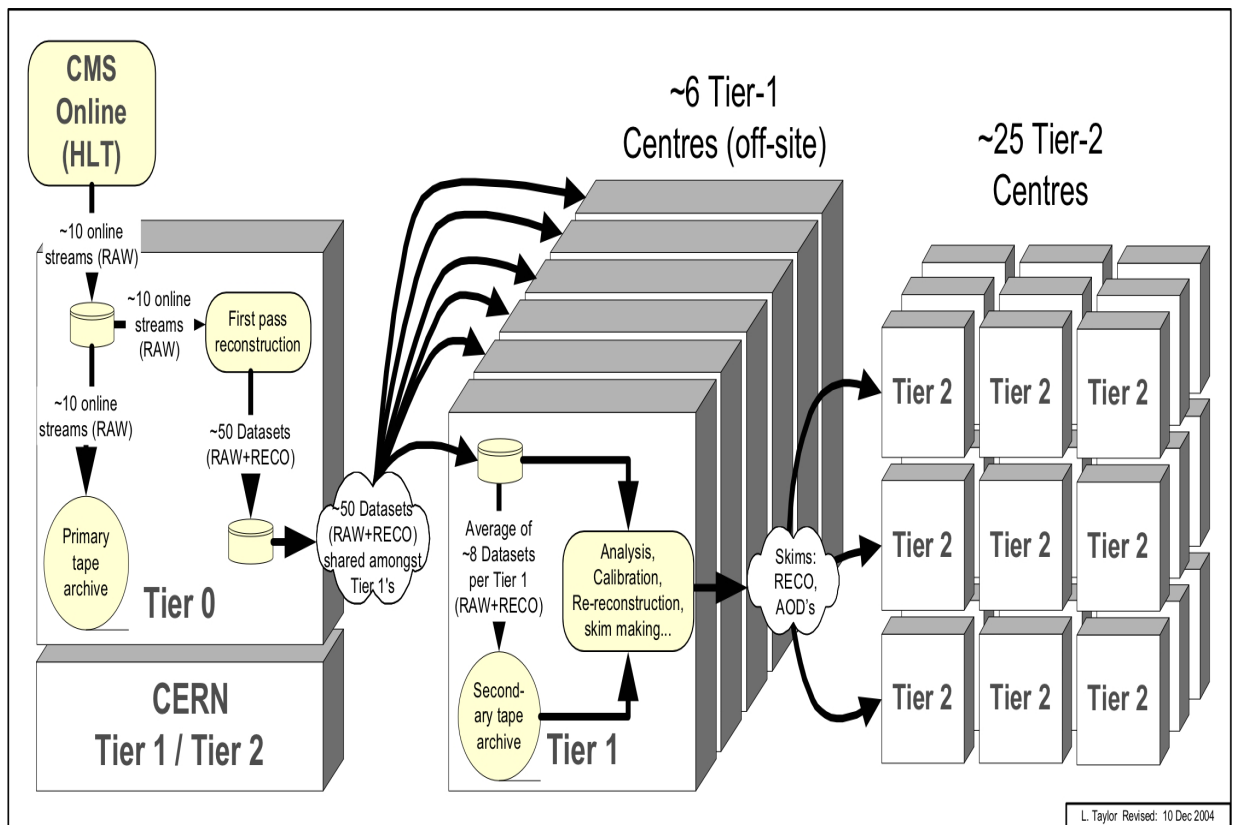 CMS
Online
(HLT)
~10 online
streams (RAW)
~10 online
streams
(RAW)
First pass
reconstruction
~10 online
streams (RAW)
~50 Datasets
(RAW+RECO)
Primary
tape
archive
Tier 0
CERN
Tier 1 / Tier 2
~50 Datasets
(RAW+RECO)
shared amongst
Tier 1's
~6 Tier-1
Centres (off-site)
Average of
~8 Datasets
per Tier 1
(RAW+RECO)
Analysis,
Calibration,
Re-reconstruction,
skim making...
Second-
ary tape
archive
Tier 1
Skims:
RECO,
AOD's
~25 Tier-2
Centres
Tier 2 Tier 2 Tier 2
Tier 2 Tier 2 Tier 2
Tier 2 Tier 2 Tier 2
L. Taylor Revised: 10 Dec 2004